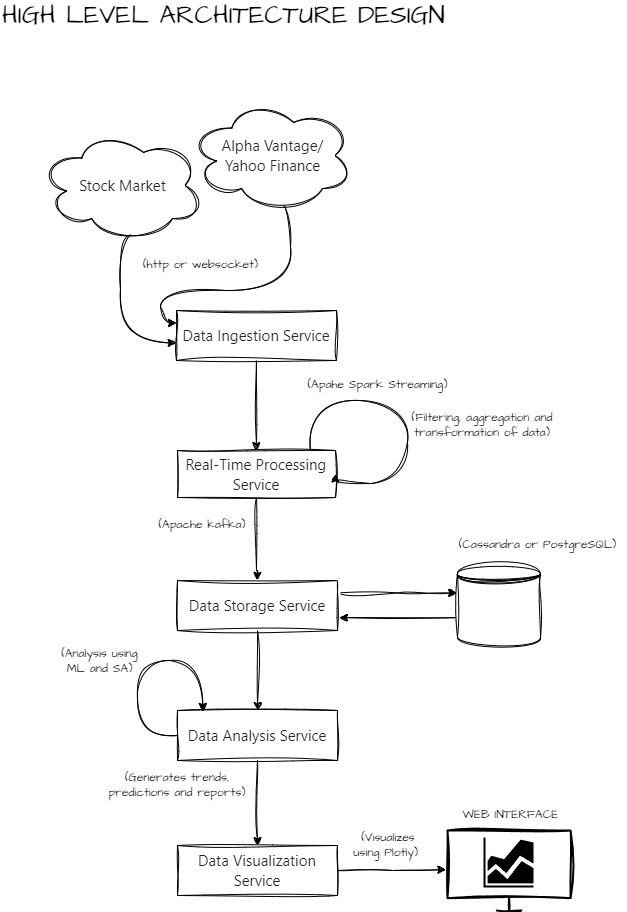 HIGH LEVEL ARCHITECTURE DESIGN
Alpha Vantage/
Yahoo Finance
Stock Market
(http or websocket)
Data Ingestion Service
(Apahe Spark Streaming)
(Filtering, aggregation and
transformation of data)
Real-Time Processing
Service
(Apache Kafka)
(Cassandra or PostgreSQL)
Data Storage Service
(Analysis using
ML and SA)
Data Analysis Service
(Generates trends,
predictions and reports)
WEB INTERFACE
(Visualizes
using Plotly)
Data Visualization
Service